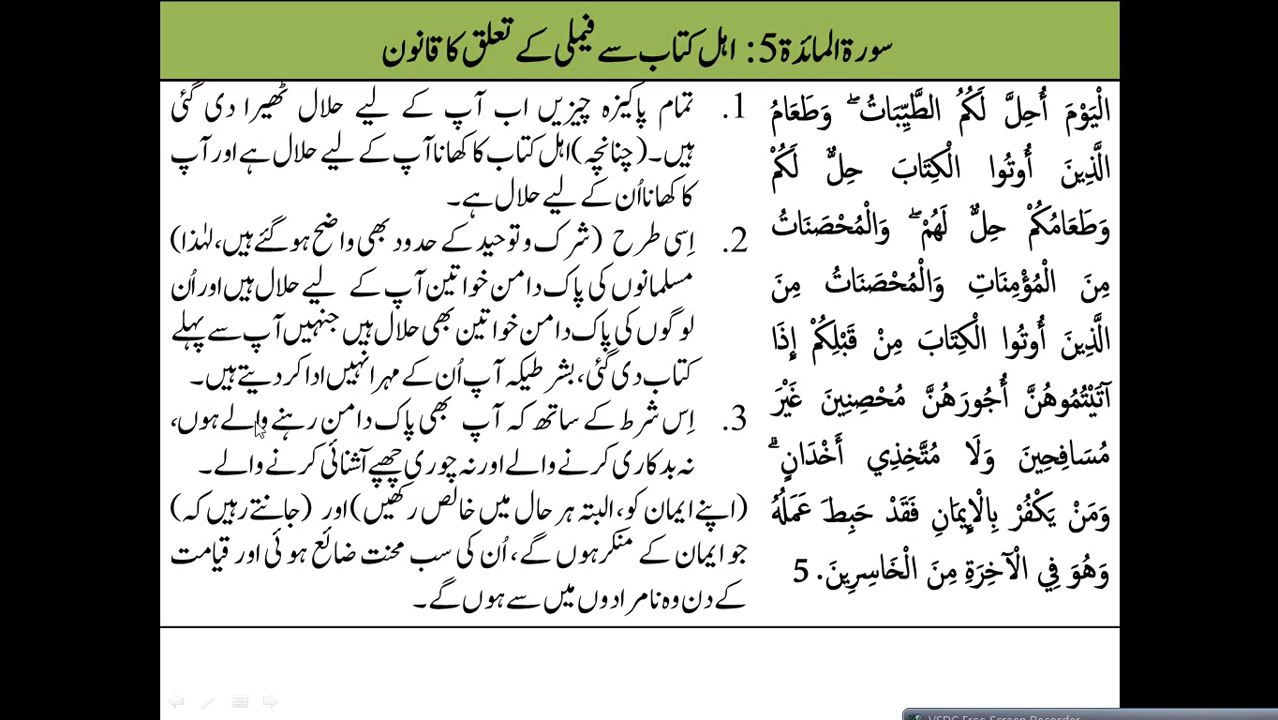 سورۃ المائدۃ 5: اہل کتاب سے فیملی کے تعلق کا قانون
الْيَوْمَ أُحِلَّ لَكُمُ الطَّيِّبَاتُ ۖ وَطَعَامُ
الَّذِينَ أُوتُوا الْكِتَابَ حِلٌّ لَكُمْ
وَطَعَامُكُمْ حِلٌّ لَهُمْ ۖ وَالْمُحْصَنَاتُ
مِنَ الْمُؤْمِنَاتِ وَالْمُحْصَنَاتُ مِنَ
الَّذِينَ أُوتُوا الْكِتَابَ مِنْ قَبْلِكُمْ إِذَا
آتَيْتُمُوهُنَّ أُجُورَهُنَّ مُحْصِنِينَ غَيْرَ
مُسَافِحِينَ وَلَا مُتَّخِذِي أَخْدَانٍ ۗ
وَمَنْ يَكْفُرْ بِالْإِيمَانِ فَقَدْ حَبِطَ عَمَلُهُ
وَهُوَ فِي الْآخِرَةِ مِنَ الْخَاسِرِينَ. 5
1. تمام پاکیزہ چیزیں اب آپ کے لیے حلال ٹھیرا دی گئی
ہیں۔ (چنانچہ) اہل کتاب کا کھانا آپ کے لیے حلال ہے اور آپ
کا کھانا اُن کے لیے حلال ہے۔
2. اِسی طرح (شرک و توحید کے حدود بھی واضح ہو گئے ہیں، لہٰذا)
مسلمانوں کی پاک دامن خواتین آپ کے لیے حلال ہیں اور اُن
لوگوں کی پاک دامن خواتین بھی حلال ہیں جنہیں آپ سے پہلے
کتاب دی گئی، بشرطیکہ آپ اُن کے مہر انہیں ادا کر دیتے ہیں۔
3. اِس شرط کے ساتھ کہ آپ بھی پاک دامن رہنے والے ہوں،
نہ بدکاری کرنے والے اور نہ چوری چھپے آشنائی کرنے والے۔
(اپنے ایمان کو، البتہ ہر حال میں خالص رکھیں) اور (جانتے رہیں کہ)
جو ایمان کے منکر ہوں گے، اُن کی سب محنت ضائع ہوئی اور قیامت
کے دن وہ نامرادوں میں سے ہوں گے۔
VSDC Free Screen Recorder